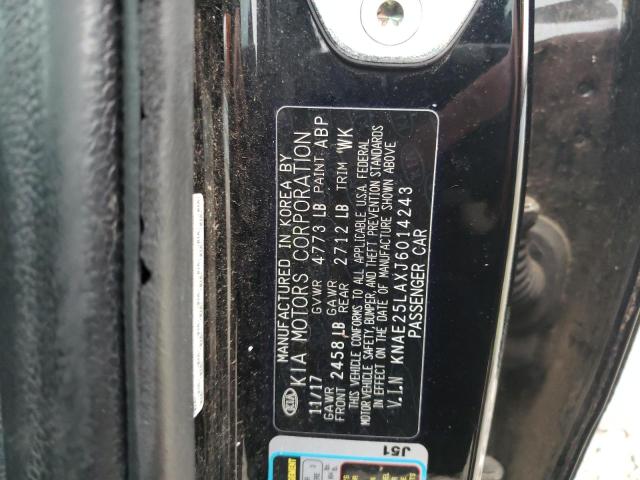 KIA
MANUFACTURED IN KOREA BY
KIA MOTORS CORPORATION
11/17 GVWR 4773 LB PAINT ABP
GAWR FRONT 2458 LB GAWR REAR 2712 LB TRIM WK
THIS VEHICLE CONFORMS TO ALL APPLICABLE U.S.A. FEDERAL
MOTOR VEHICLE SAFETY, BUMPER, AND THEFT PREVENTION STANDARDS
IN EFFECT ON THE DATE OF MANUFACTURE SHOWN ABOVE
V.I.N KNAE25LAXJ6014243
PASSENGER CAR
J51